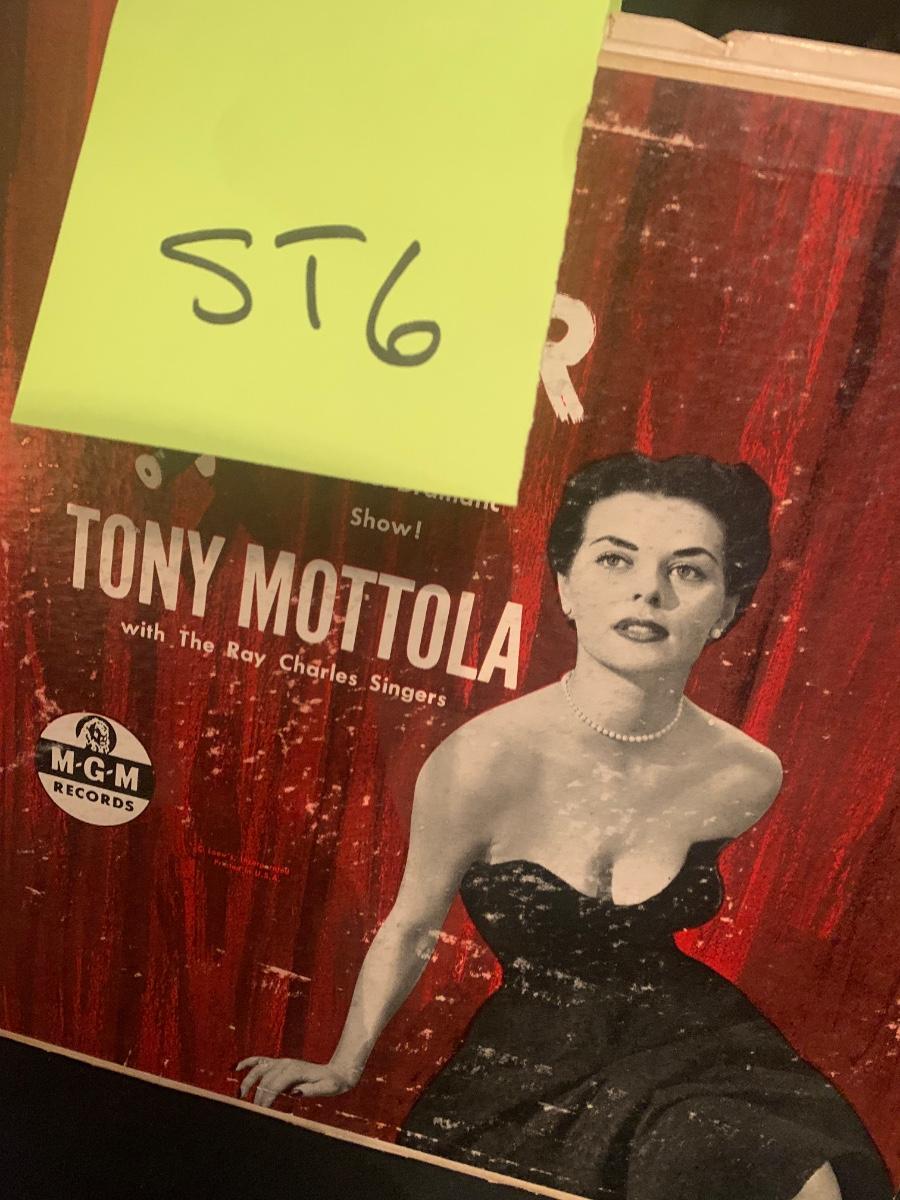 ST6
R
Show!
TONY MOTTOLA
with The Ray Charles Singers
M-G-M
RECORDS